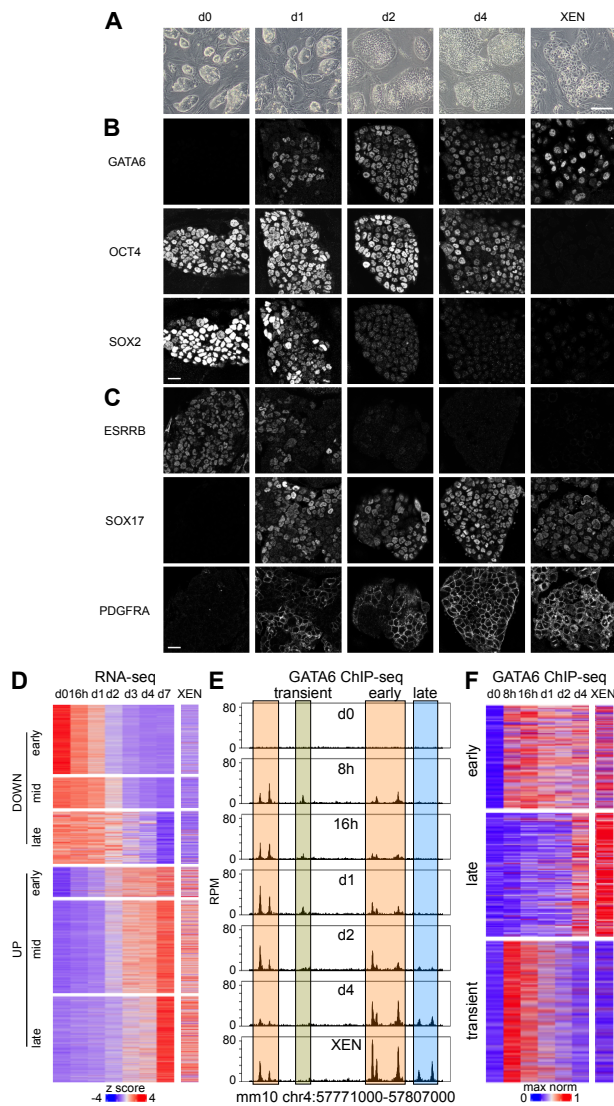 A
d0 d1 d2 d4 XEN
B
GATA6
OCT4
SOX2
C
ESRRB
SOX17
PDGFRA
D
RNA-seq
d0 16h d1 d2 d3 d4 d7 XEN
DOWN
early
mid
late
UP
early
mid
late
z score
-4 4
E
GATA6 ChIP-seq
transient early late
80
0
d0
80
0
8h
80
0
16h
80
0
d1
RPM
80
0
d2
80
0
d4
80
0
XEN
mm10 chr4:57771000-57807000
F
GATA6 ChIP-seq
d0 8h 16h d1 d2 d4 XEN
early
late
transient
max norm
0 1